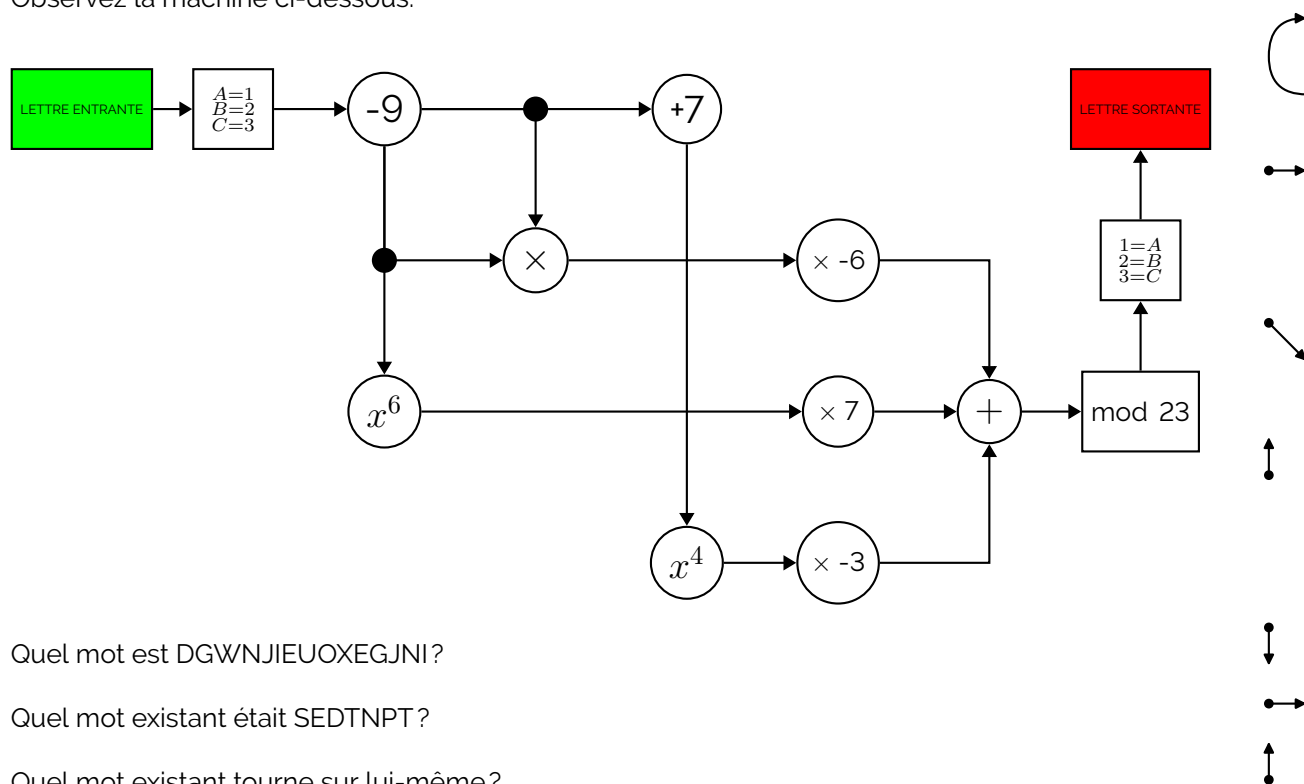 Observez la machine ci-dessous.
LETTRE ENTRANTE
A=1
B=2
C=3
-9
+7
LETTRE SORTANTE
×
× -6
1=A
2=B
3=C
x⁶
× 7
+
mod 23
x⁴
× -3
Quel mot est DGWNJIEUOXEGJNI ?
Quel mot existant était SEDTNPT ?
Quel mot existant tourne sur lui-même ?